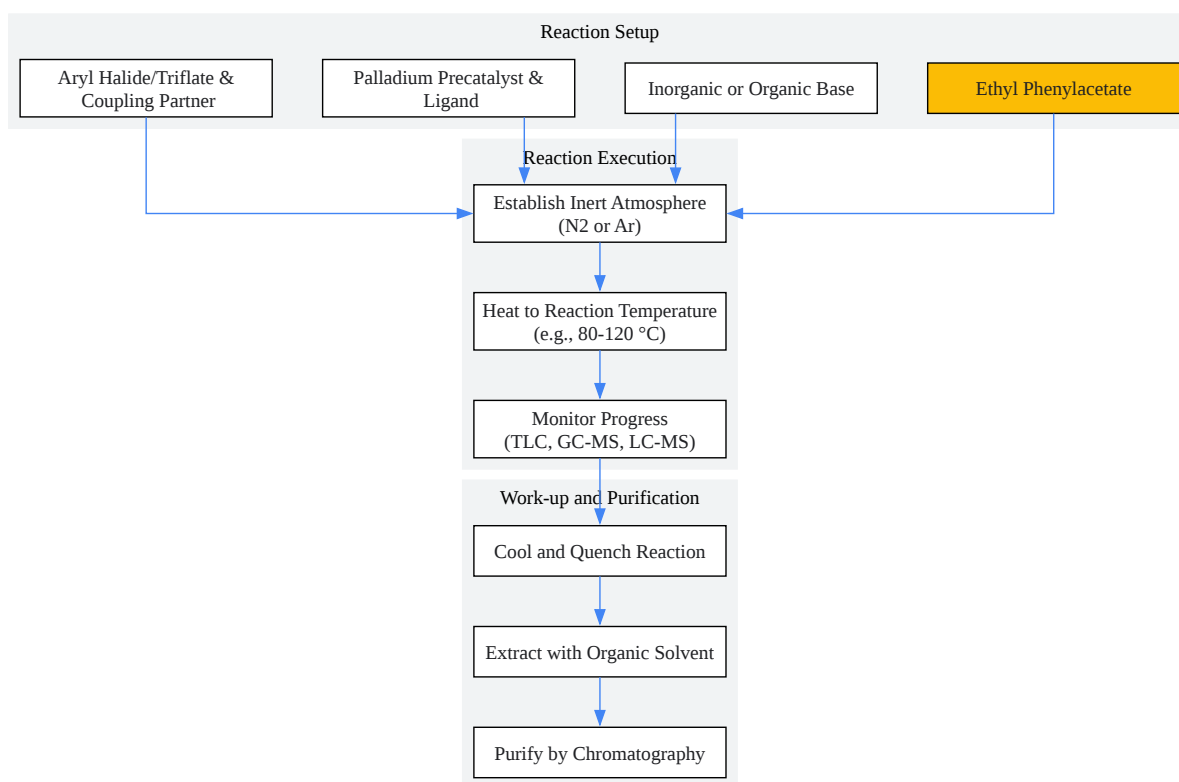 Reaction Setup
Aryl Halide/Triflate &
Coupling Partner
Palladium Precatalyst &
Ligand
Inorganic or Organic Base
Ethyl Phenylacetate
Reaction Execution
Establish Inert Atmosphere
(N2 or Ar)
Heat to Reaction Temperature
(e.g., 80-120 °C)
Monitor Progress
(TLC, GC-MS, LC-MS)
Work-up and Purification
Cool and Quench Reaction
Extract with Organic Solvent
Purify by Chromatography